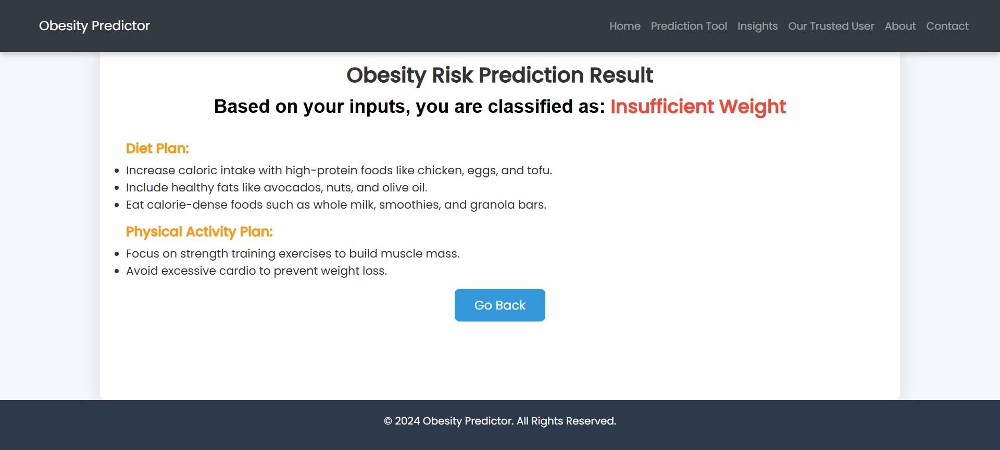 Obesity Predictor
Home Prediction Tool Insights Our Trusted User About Contact
Obesity Risk Prediction Result
Based on your inputs, you are classified as: Insufficient Weight
Diet Plan:
Increase caloric intake with high-protein foods like chicken, eggs, and tofu.
Include healthy fats like avocados, nuts, and olive oil.
Eat calorie-dense foods such as whole milk, smoothies, and granola bars.
Physical Activity Plan:
Focus on strength training exercises to build muscle mass.
Avoid excessive cardio to prevent weight loss.
Go Back
© 2024 Obesity Predictor. All Rights Reserved.